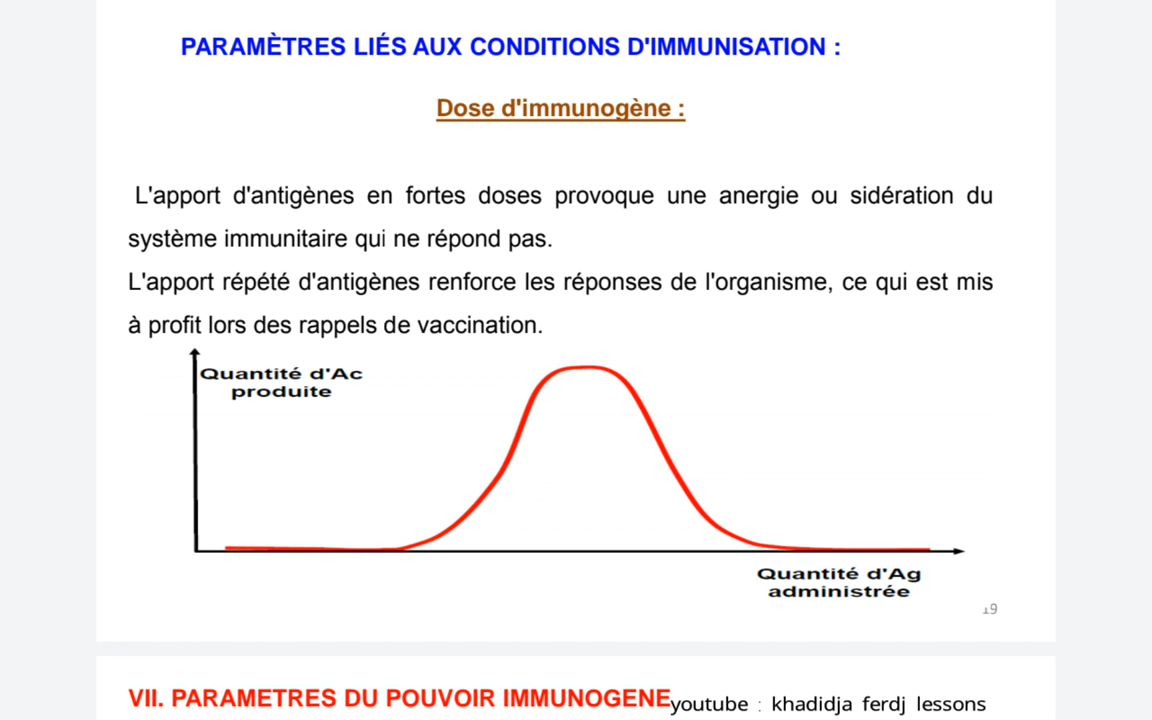 PARAMÈTRES LIÉS AUX CONDITIONS D'IMMUNISATION :
Dose d'immunogène :
L'apport d'antigènes en fortes doses provoque une anergie ou sidération du
système immunitaire qui ne répond pas.
L'apport répété d'antigènes renforce les réponses de l'organisme, ce qui est mis
à profit lors des rappels de vaccination.
Quantité d'Ac
produite
Quantité d'Ag
administrée
19
VII. PARAMETRES DU POUVOIR IMMUNOGENE
youtube : khadidja ferdj lessons